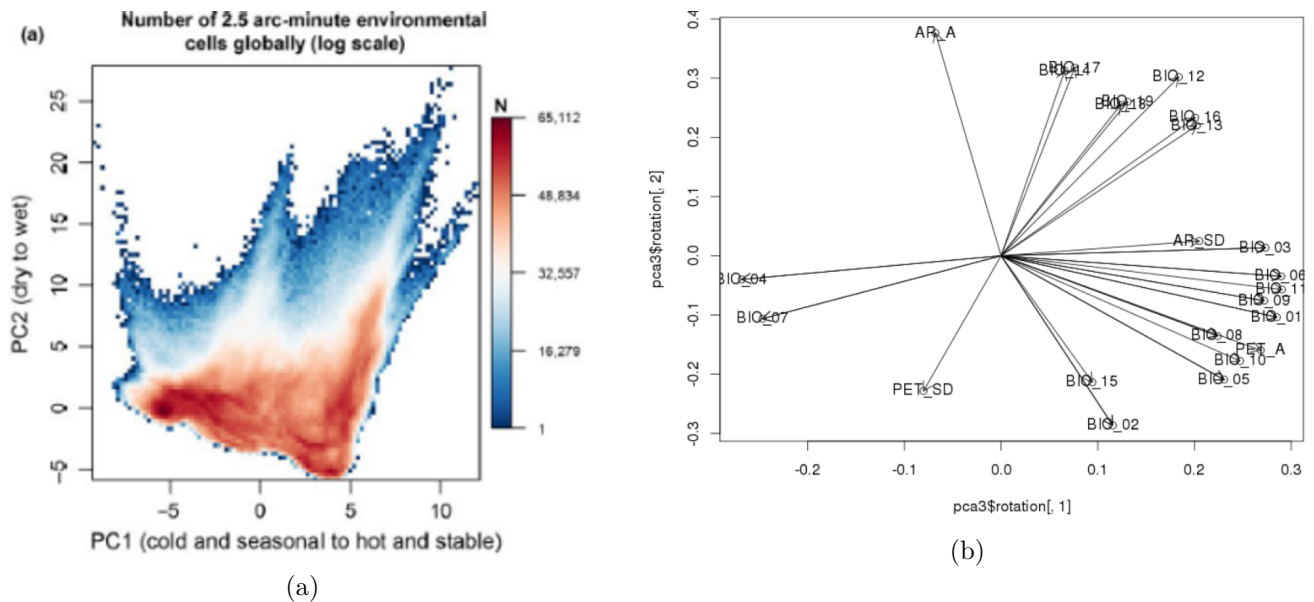 (a)
Number of 2.5 arc-minute environmental
cells globally (log scale)
N
65,112
48,834
32,557
16,279
1
PC2 (dry to wet)
25
20
15
10
5
0
−5
−5
0
5
10
PC1 (cold and seasonal to hot and stable)
(a)
pca3$rotation[, 2]
0.4
0.3
0.2
0.1
0.0
-0.1
-0.2
-0.3
AR_A
BIO_17
BIO_12
BIO_19
BIO_18
BIO_16
BIO_13
AR_SD
BIO_03
BIO_04
BIO_06
BIO_11
BIO_09
BIO_07
BIO_01
BIO_08
PET_A
BIO_10
PET_SD
BIO_15
BIO_05
BIO_02
-0.2
-0.1
0.0
0.1
0.2
0.3
pca3$rotation[, 1]
(b)